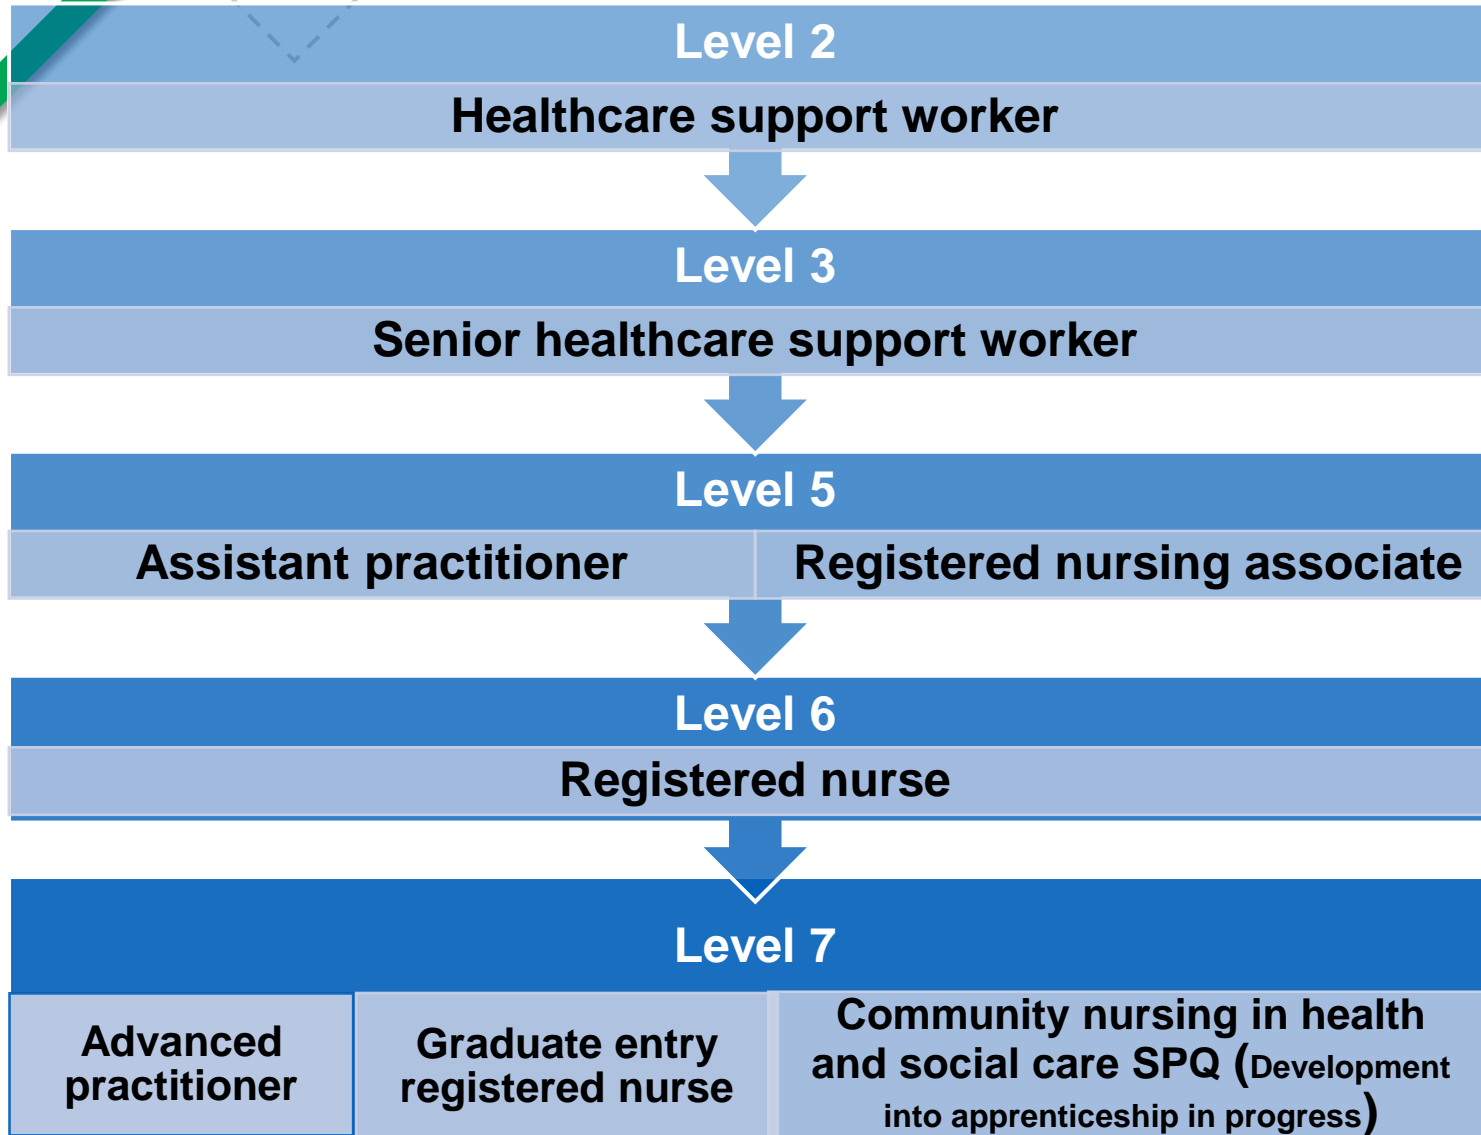 Level 2
Healthcare support worker
Level 3
Senior healthcare support worker
Level 5
Assistant practitioner
Registered nursing associate
Level 6
Registered nurse
Level 7
Advanced
practitioner
Graduate entry
registered nurse
Community nursing in health
and social care SPQ (Development
into apprenticeship in progress)